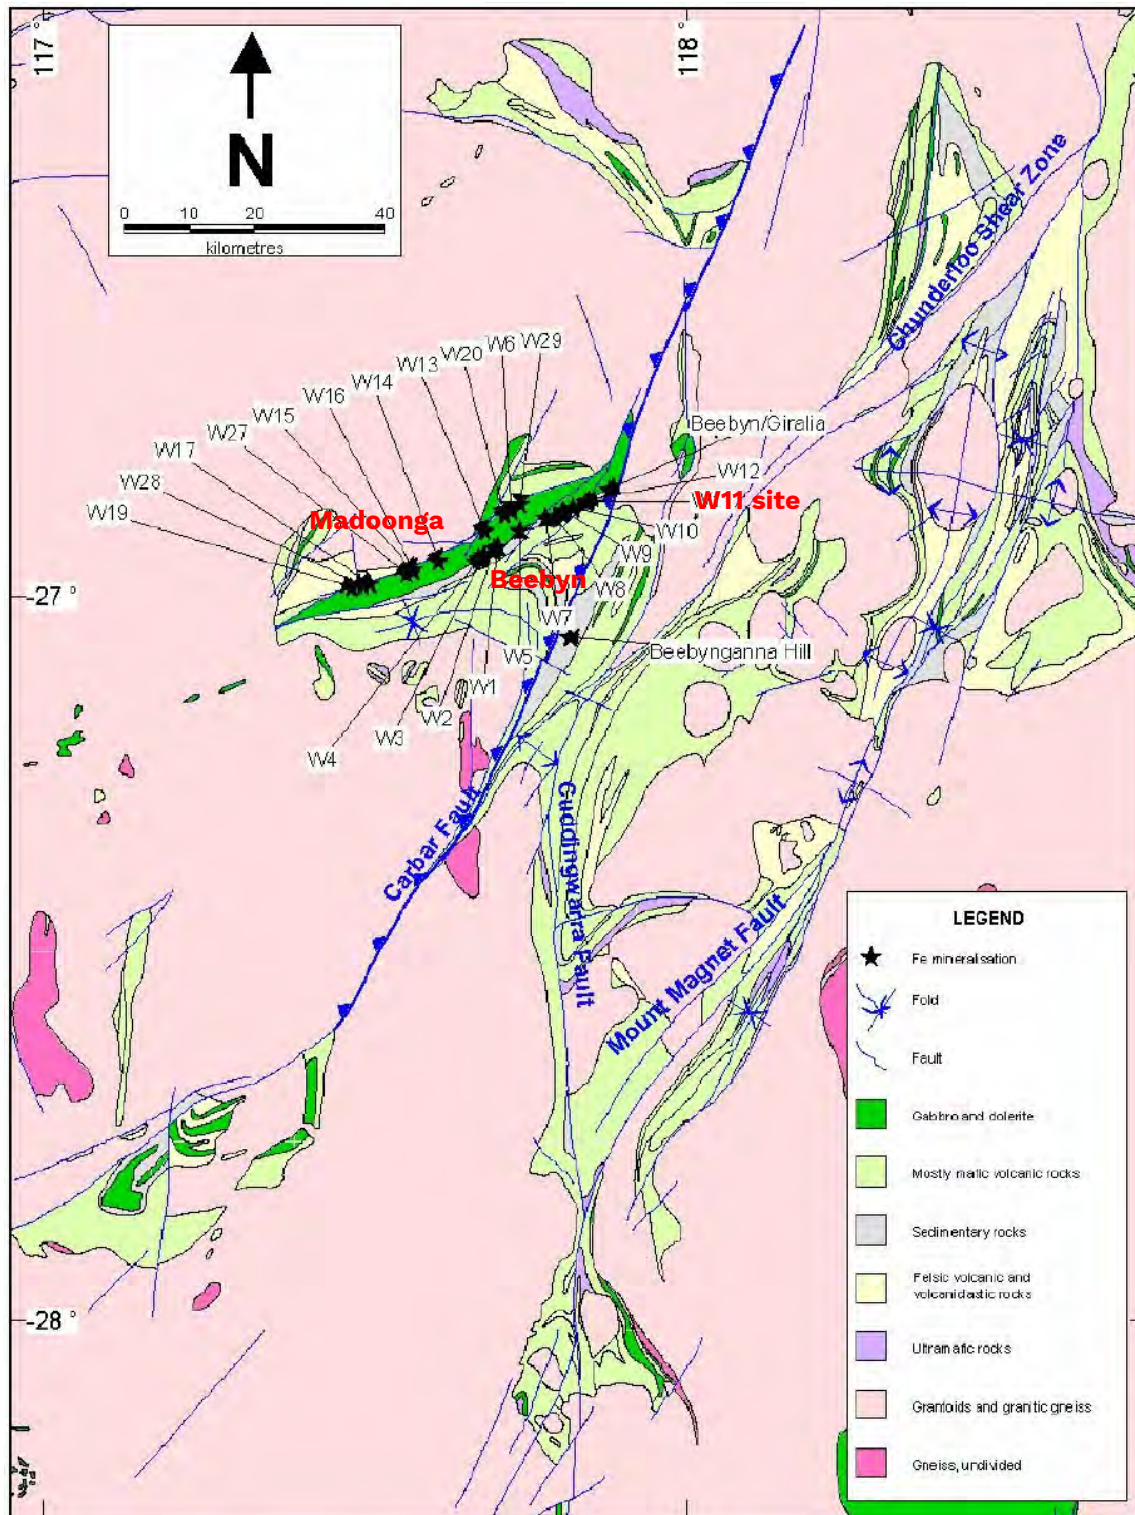 117°
118°
N
0 10 20 40
kilometres
Chunderloo Shear Zone
W29
W6
W20
W13
W14
W16
W15
W27
W17
W28
W19
Beebyn/Giralia
W12
W11 site
Madoonga
W10
W9
Beebyn
W8
-27°
W7
Beebynganna Hill
W5
W1
W2
W3
W4
Carbar Fault
Cuddingwarra Fault
Mount Magnet Fault
LEGEND
Fe mineralisation
Fold
Fault
Gabbro and dolerite
Mostly mafic volcanic rocks
Sedimentary rocks
Felsic volcanic and
volcaniclastic rocks
Ultramafic rocks
Granitoids and granitic gneiss
Gneiss, undivided
-28°